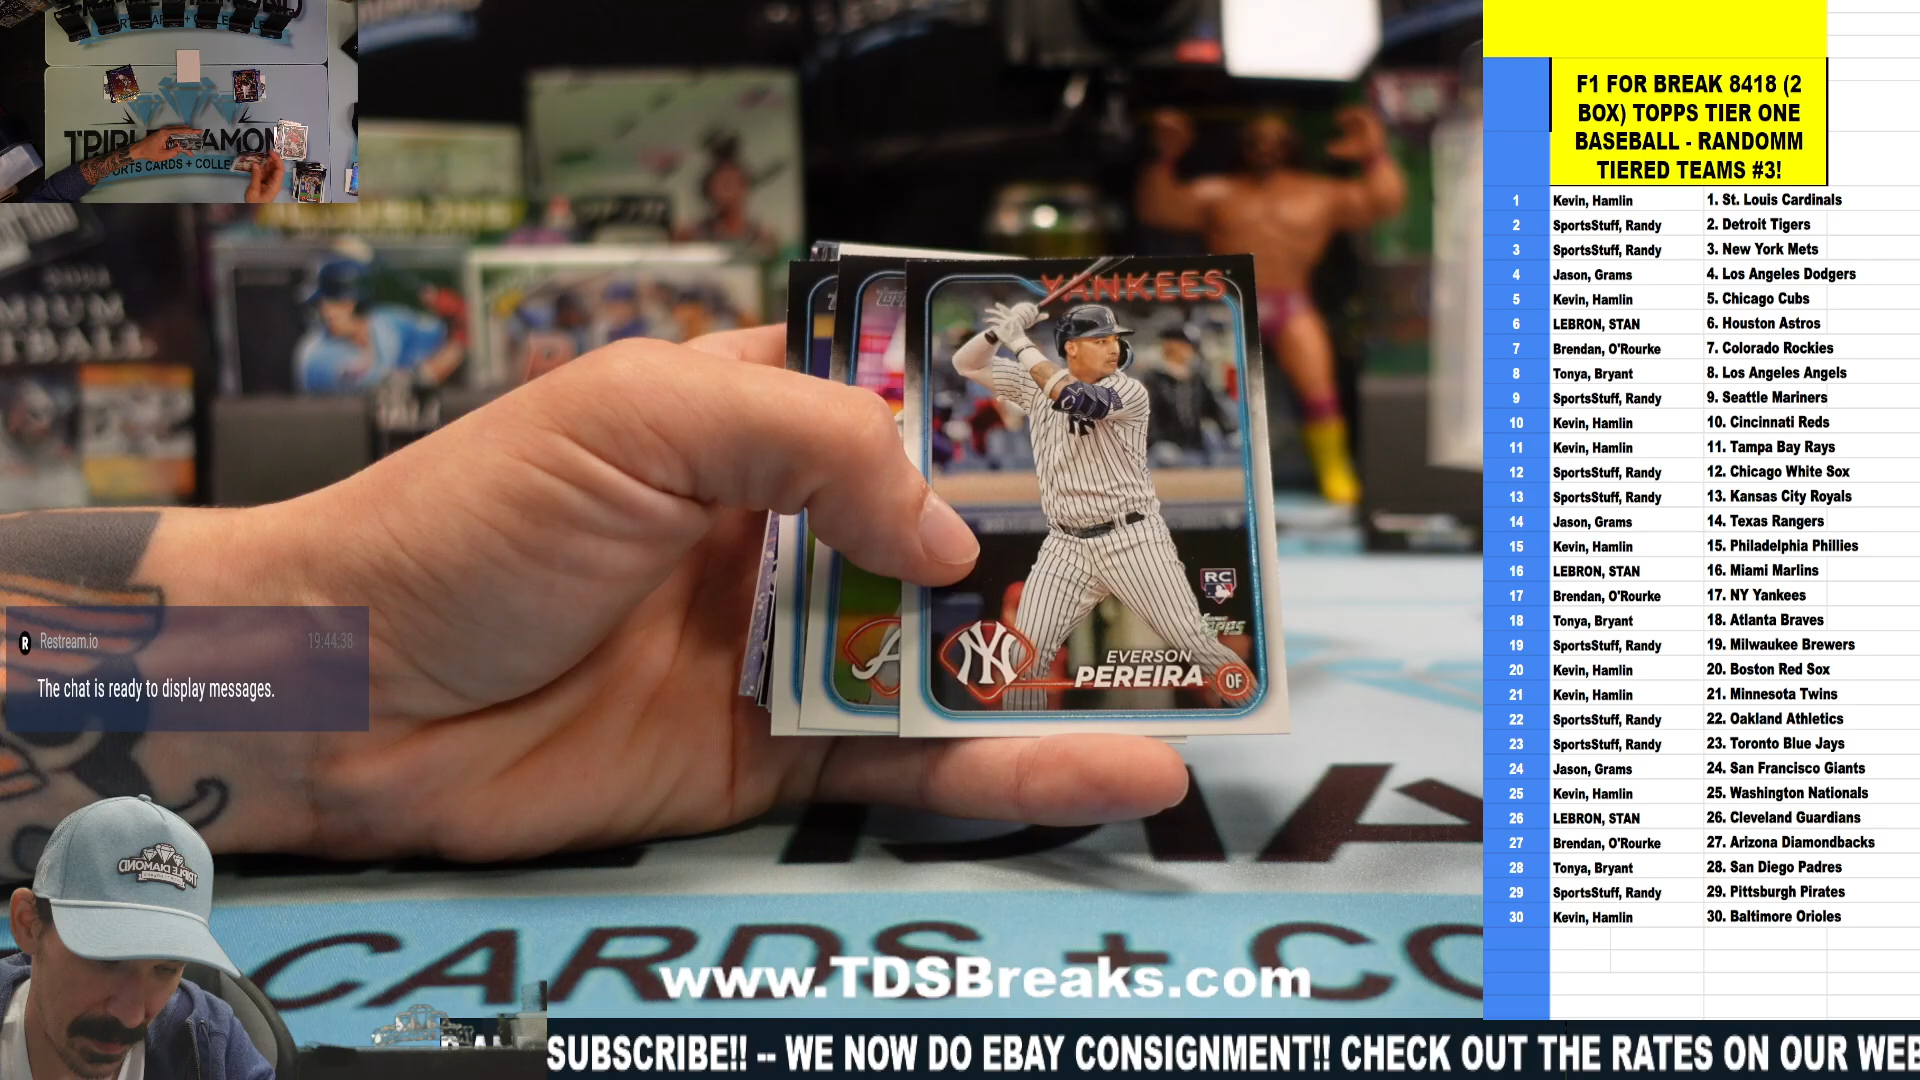 F1 FOR BREAK 8418 (2
BOX) TOPPS TIER ONE
BASEBALL - RANDOMM
TIERED TEAMS #3!
1 Kevin, Hamlin 1. St. Louis Cardinals
2 SportsStuff, Randy 2. Detroit Tigers
3 SportsStuff, Randy 3. New York Mets
4 Jason, Grams 4. Los Angeles Dodgers
5 Kevin, Hamlin 5. Chicago Cubs
6 LEBRON, STAN 6. Houston Astros
7 Brendan, O'Rourke 7. Colorado Rockies
8 Tonya, Bryant 8. Los Angeles Angels
9 SportsStuff, Randy 9. Seattle Mariners
10 Kevin, Hamlin 10. Cincinnati Reds
11 Kevin, Hamlin 11. Tampa Bay Rays
12 SportsStuff, Randy 12. Chicago White Sox
13 SportsStuff, Randy 13. Kansas City Royals
14 Jason, Grams 14. Texas Rangers
15 Kevin, Hamlin 15. Philadelphia Phillies
16 LEBRON, STAN 16. Miami Marlins
17 Brendan, O'Rourke 17. NY Yankees
18 Tonya, Bryant 18. Atlanta Braves
19 SportsStuff, Randy 19. Milwaukee Brewers
20 Kevin, Hamlin 20. Boston Red Sox
21 Kevin, Hamlin 21. Minnesota Twins
22 SportsStuff, Randy 22. Oakland Athletics
23 SportsStuff, Randy 23. Toronto Blue Jays
24 Jason, Grams 24. San Francisco Giants
25 Kevin, Hamlin 25. Washington Nationals
26 LEBRON, STAN 26. Cleveland Guardians
27 Brendan, O'Rourke 27. Arizona Diamondbacks
28 Tonya, Bryant 28. San Diego Padres
29 SportsStuff, Randy 29. Pittsburgh Pirates
30 Kevin, Hamlin 30. Baltimore Orioles
YANKEES
RC
TOPPS
NY
EVERSON
PEREIRA
OF
R Restream.io 19:44:38
The chat is ready to display messages.
TRIPLE DIAMOND
CARDS + CO
www.TDSBreaks.com
SUBSCRIBE!! -- WE NOW DO EBAY CONSIGNMENT!! CHECK OUT THE RATES ON OUR WEB